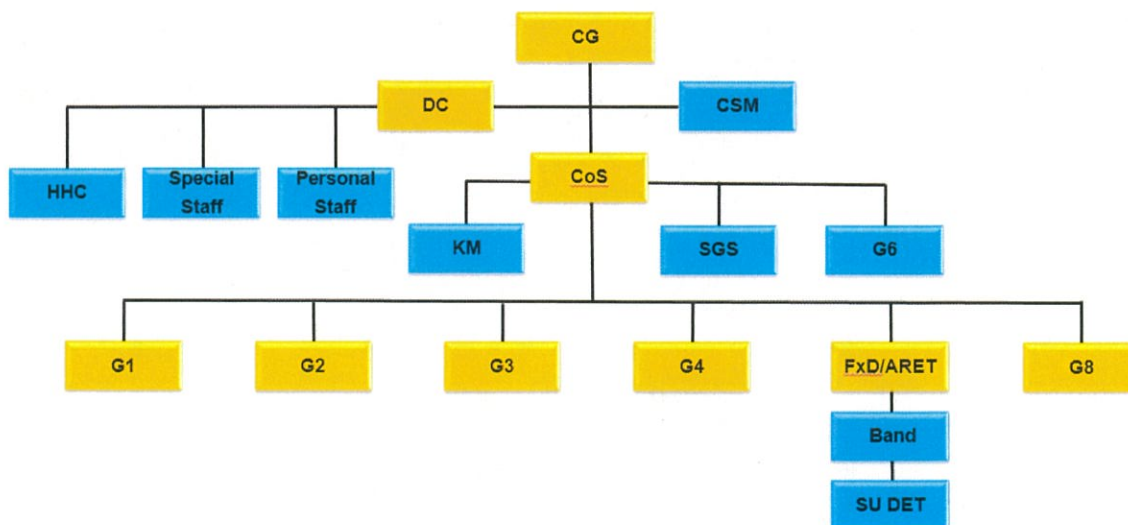 CG
DC
CSM
HHC
Special
Staff
Personal
Staff
CoS
KM
SGS
G6
G1
G2
G3
G4
FxD/ARET
G8
Band
SU DET